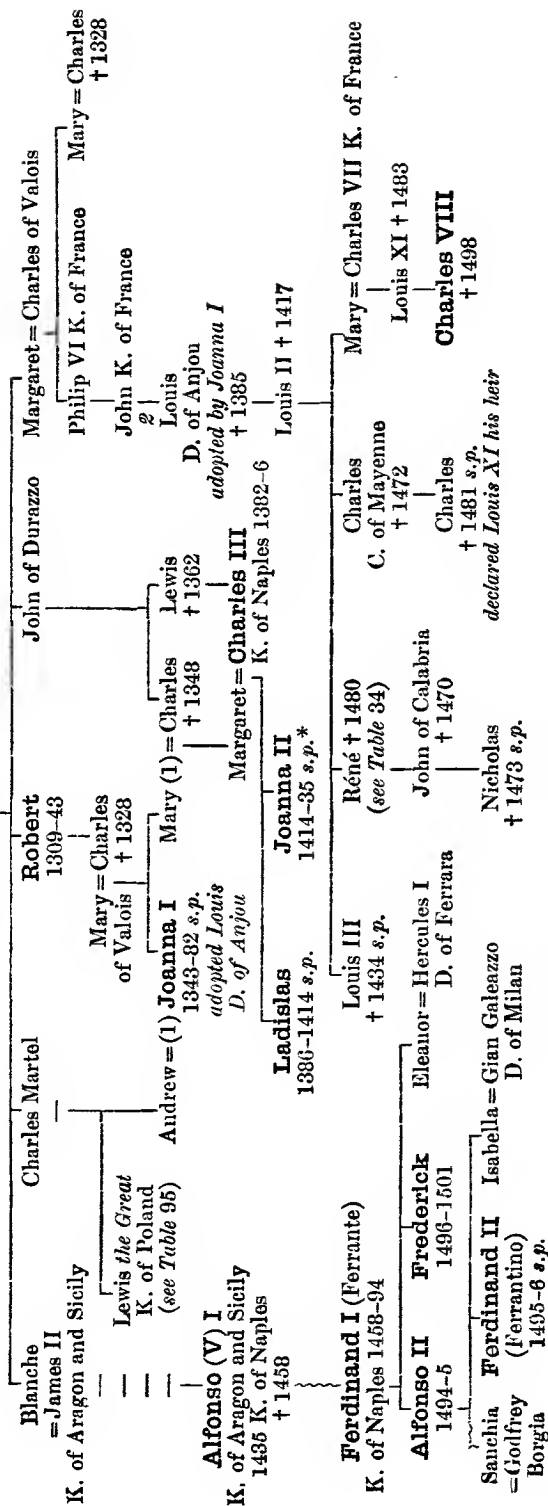 Blanche
=James II
K. of Aragon and Sicily
Charles Martel
Robert
1309–43
John of Durazzo
Margaret=Charles of Valois
Philip VI K. of France
Mary=Charles
†1328
Mary=Charles
of Valois †1328
John K. of France
2
Louis
D. of Anjou
adopted by Joanna I
†1385
Lewis the Great
K. of Poland
(see Table 95)
Andrew=(1) Joanna I
1343–82 s.p.
adopted Louis
D. of Anjou
Mary (1)=Charles
†1348
Lewis
†1362
Margaret=Charles III
K. of Naples 1382–6
Louis II †1417
Alfonso (V) I
K. of Aragon and Sicily
1435 K. of Naples
†1458
Ladislas
1386–1414 s.p.
Joanna II
1414–35 s.p.*
Louis III
†1434 s.p.
Réné †1480
(see Table 34)
Charles
C. of Mayenne
†1472
Mary=Charles VII K. of France
Louis XI †1483
Charles VIII
†1498
John of Calabria
†1470
Charles
†1481 s.p.
declared Louis XI his heir
Nicholas
†1473 s.p.
Ferdinand I (Ferrante)
K. of Naples 1458–94
Alfonso II
1494–5
Frederick
1496–1501
Eleanor=Hercules I
D. of Ferrara
Sanchia
=Godfrey
Borgia
Ferdinand II
(Ferrantino)
1495–6 s.p.
Isabella=Gian Galeazzo
D. of Milan